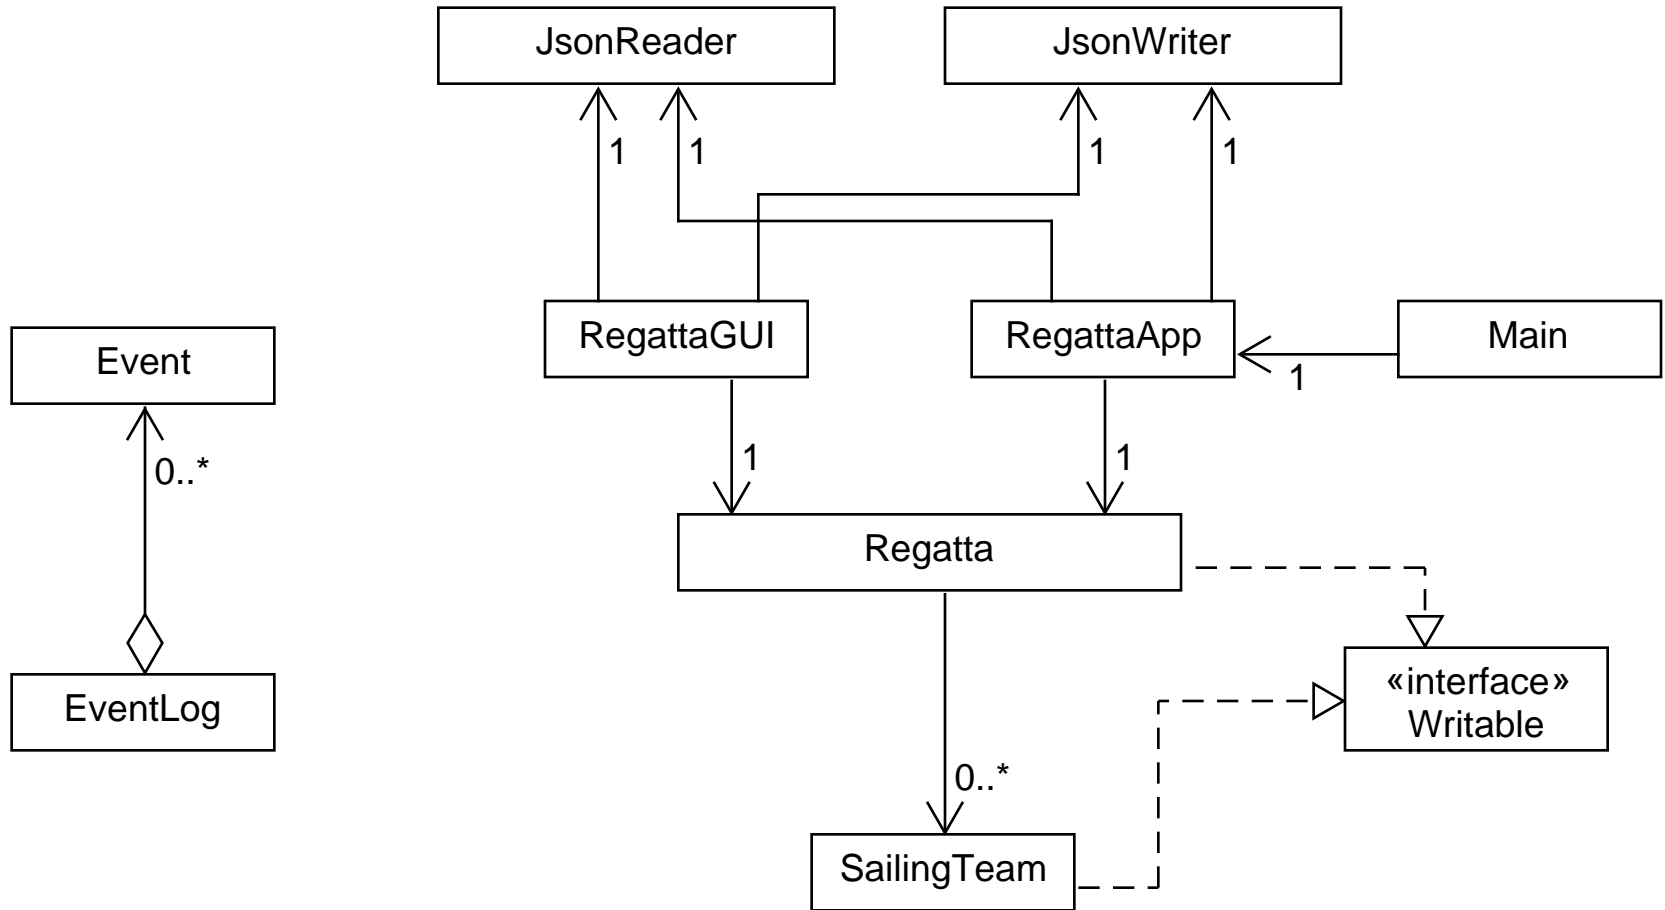 JsonReader
JsonWriter
1
1
1
1
RegattaGUI
RegattaApp
Main
Event
1
0..*
1
1
Regatta
EventLog
«interface»
Writable
0..*
SailingTeam